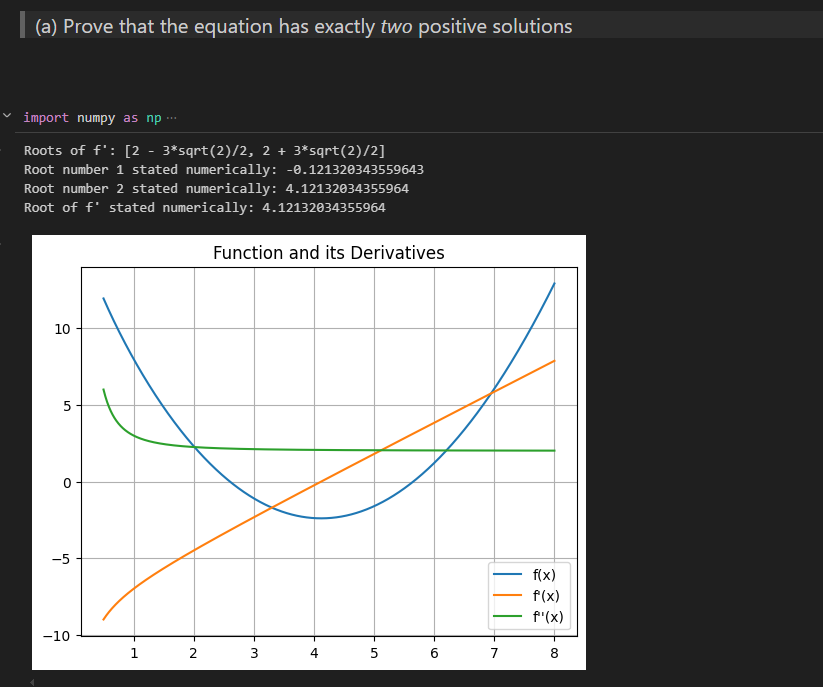 (a) Prove that the equation has exactly two positive solutions
import numpy as np ···
Roots of f': [2 - 3*sqrt(2)/2, 2 + 3*sqrt(2)/2]
Root number 1 stated numerically: -0.121320343559643
Root number 2 stated numerically: 4.12132034355964
Root of f' stated numerically: 4.12132034355964
Function and its Derivatives
10
5
0
−5
−10
f(x)
f'(x)
f''(x)
1 2 3 4 5 6 7 8